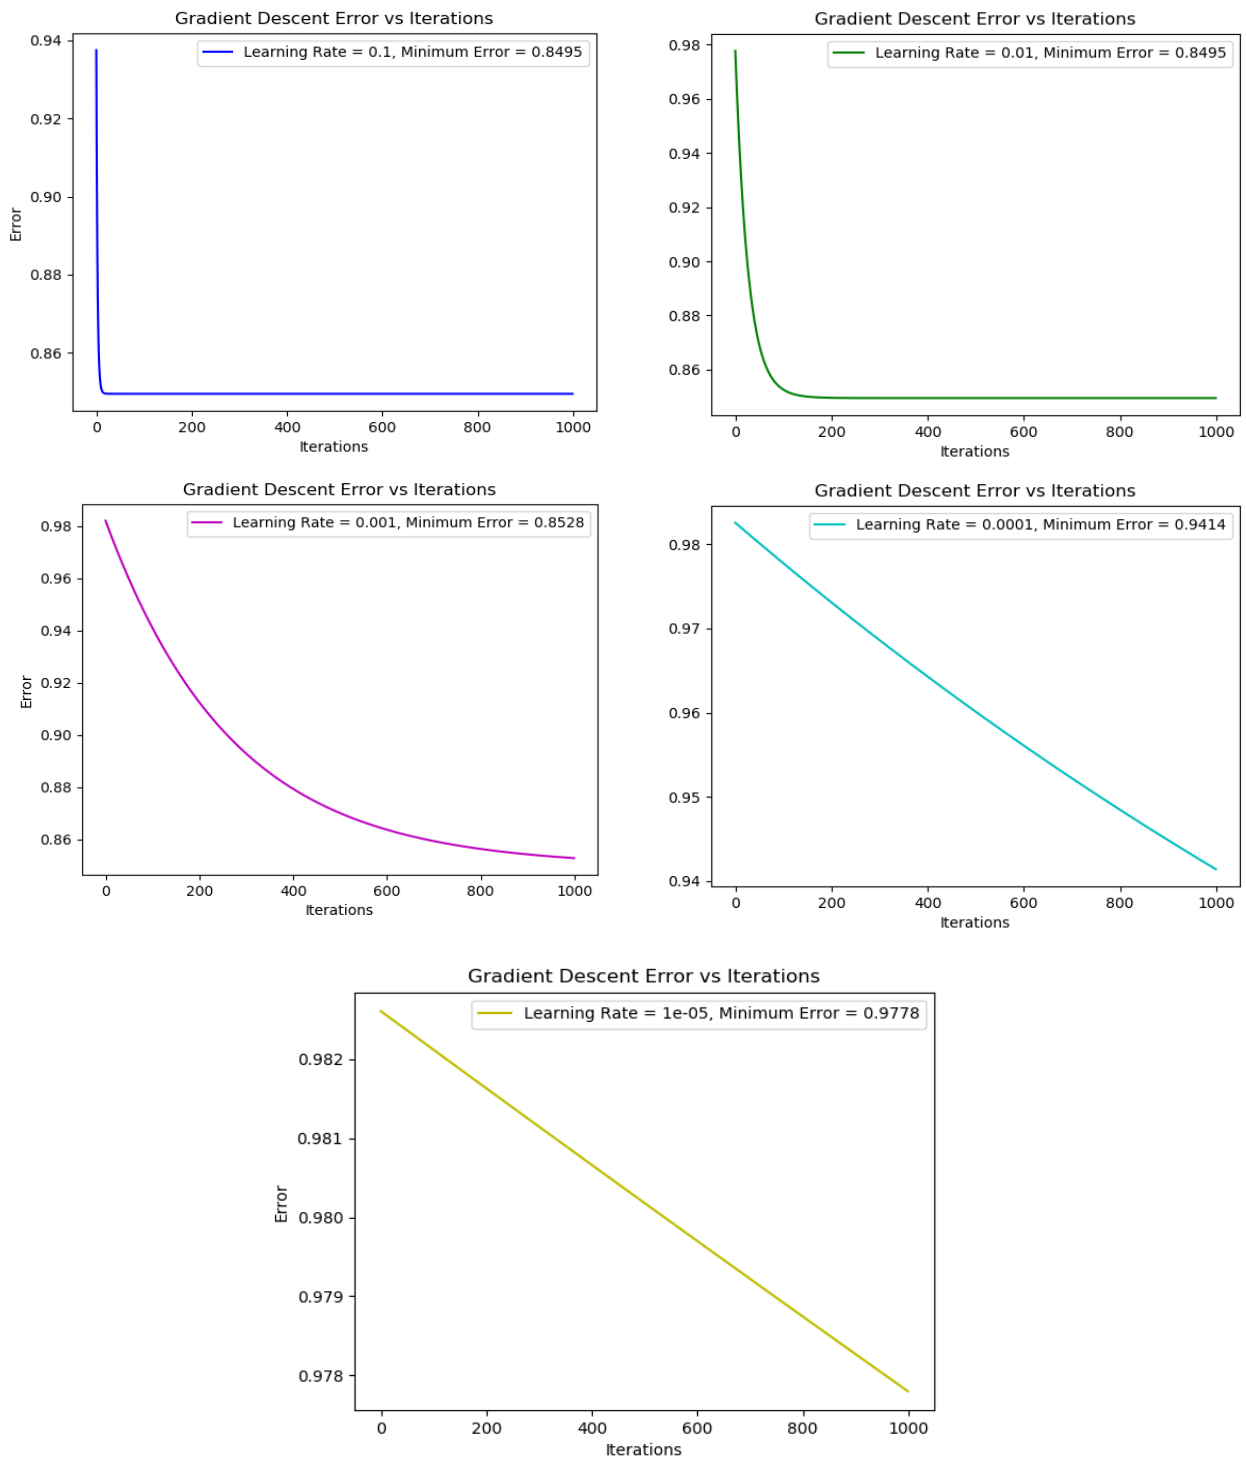 Gradient Descent Error vs Iterations
Learning Rate = 0.1, Minimum Error = 0.8495
0.94
0.92
0.90
0.88
0.86
Error
0 200 400 600 800 1000
Iterations
Gradient Descent Error vs Iterations
Learning Rate = 0.01, Minimum Error = 0.8495
0.98
0.96
0.94
0.92
0.90
0.88
0.86
0 200 400 600 800 1000
Iterations
Gradient Descent Error vs Iterations
Learning Rate = 0.001, Minimum Error = 0.8528
0.98
0.96
0.94
0.92
0.90
0.88
0.86
Error
0 200 400 600 800 1000
Iterations
Gradient Descent Error vs Iterations
Learning Rate = 0.0001, Minimum Error = 0.9414
0.98
0.97
0.96
0.95
0.94
0 200 400 600 800 1000
Iterations
Gradient Descent Error vs Iterations
Learning Rate = 1e-05, Minimum Error = 0.9778
0.982
0.981
0.980
0.979
0.978
Error
0 200 400 600 800 1000
Iterations